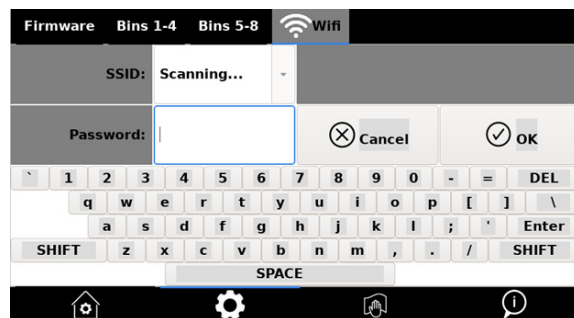 Firmware Bins 1-4 Bins 5-8 Wifi
SSID: Scanning...
Password: Cancel OK
` 1 2 3 4 5 6 7 8 9 0 - = DEL
q w e r t y u i o p [ ] \
a s d f g h j k l ; ' Enter
SHIFT z x c v b n m , . / SHIFT
SPACE